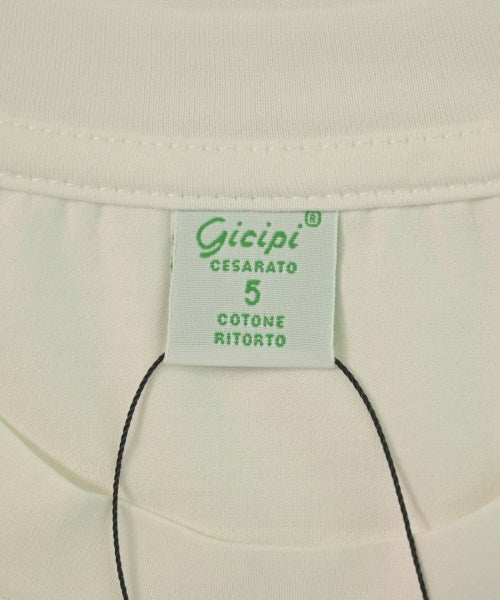 Gicipi®
CESARATO
5
COTONE
RITORTO